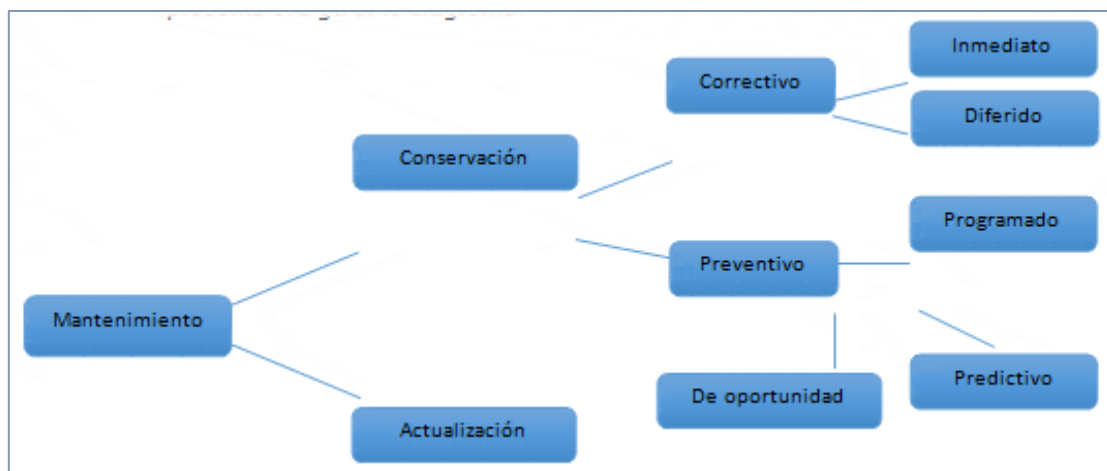 Inmediato
Correctivo
Diferido
Conservación
Programado
Preventivo
Mantenimiento
Predictivo
De oportunidad
Actualización